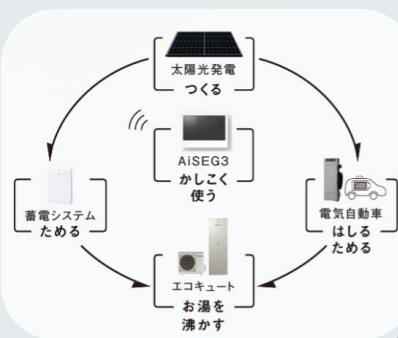 太陽光発電
つくる
AiSEG3
かしこく
使う
蓄電システム
ためる
電気自動車
はしる
ためる
エコキュート
お湯を
沸かす